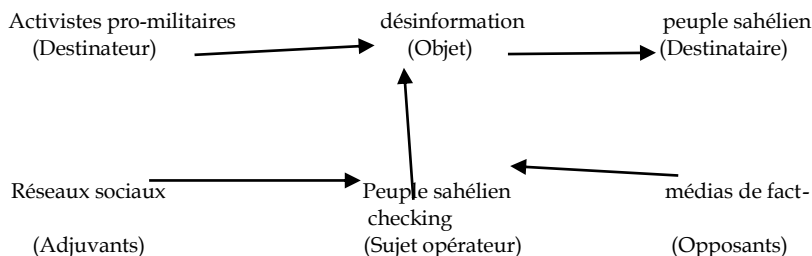 Activistes pro-militaires désinformation peuple sahélien
(Destinateur) (Objet) (Destinataire)
Réseaux sociaux Peuple sahélien médias de fact-
checking
(Adjuvants) (Sujet opérateur) (Opposants)